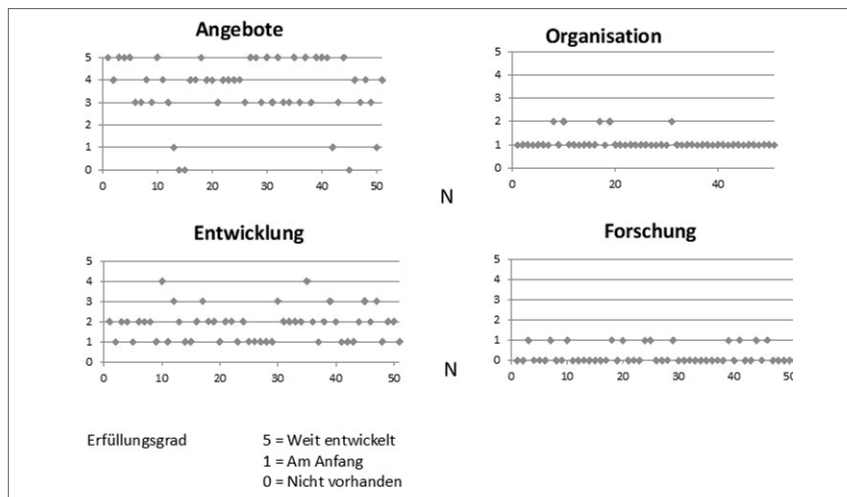 Angebote
5
4
3
2
1
0
0 10 20 30 40 50
Organisation
5
4
3
2
1
0
0 20 40
N
Entwicklung
5
4
3
2
1
0
0 10 20 30 40 50
Forschung
5
4
3
2
1
0
0 10 20 30 40 50
N
Erfüllungsgrad 5 = Weit entwickelt
1 = Am Anfang
0 = Nicht vorhanden